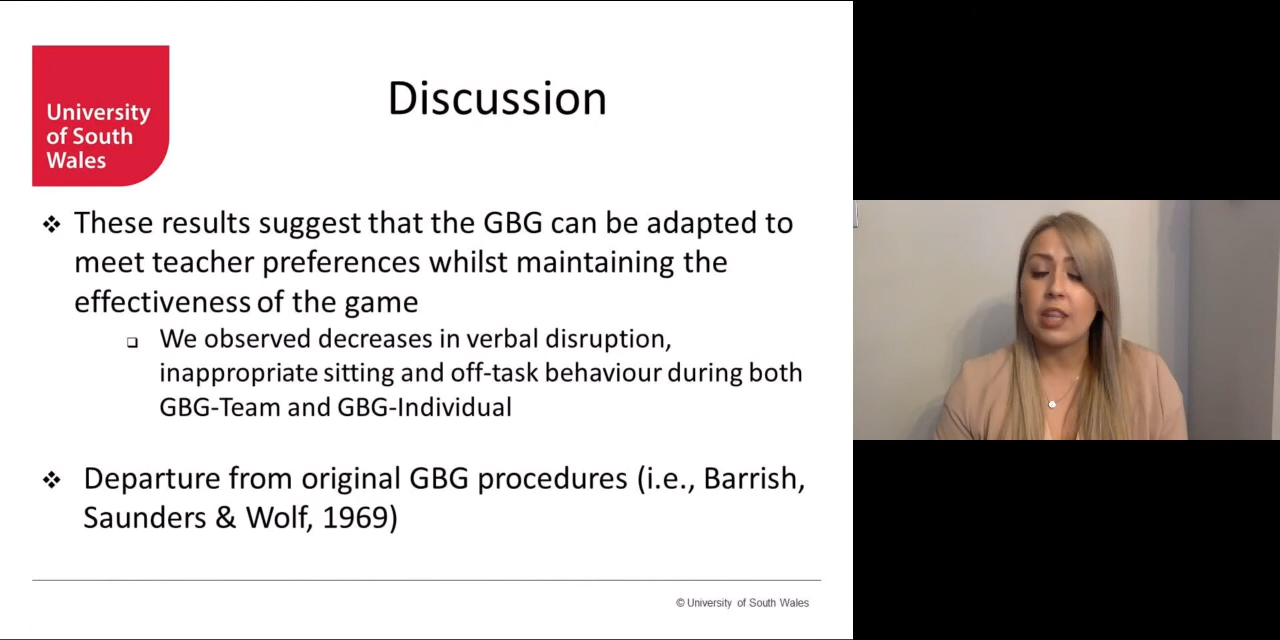 University
of South
Wales
Discussion
❖ These results suggest that the GBG can be adapted to
meet teacher preferences whilst maintaining the
effectiveness of the game
❑ We observed decreases in verbal disruption,
inappropriate sitting and off-task behaviour during both
GBG-Team and GBG-Individual
❖ Departure from original GBG procedures (i.e., Barrish,
Saunders & Wolf, 1969)
© University of South Wales